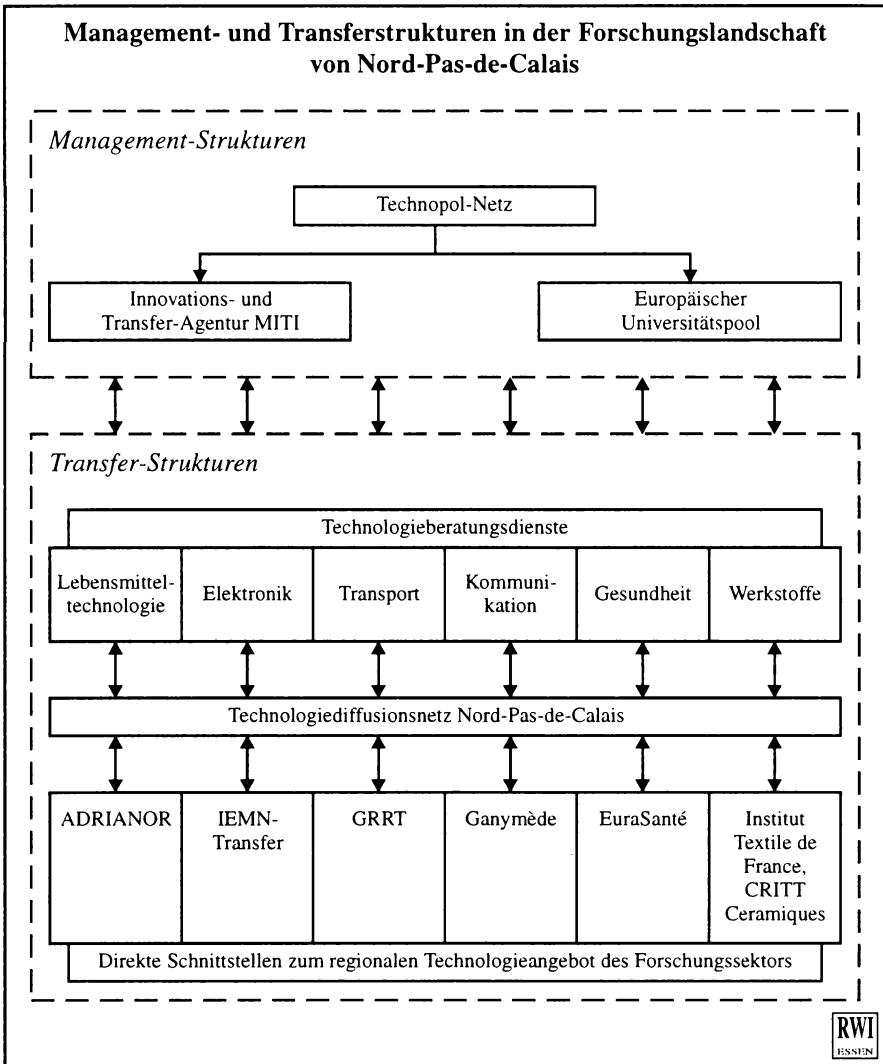 Management- und Transferstrukturen in der Forschungslandschaft
von Nord-Pas-de-Calais
Management-Strukturen
Technopol-Netz
Innovations- und
Transfer-Agentur MITI
Europäischer
Universitätspool
Transfer-Strukturen
Technologieberatungsdienste
Lebensmittel-
technologie
Elektronik
Transport
Kommuni-
kation
Gesundheit
Werkstoffe
Technologiediffusionsnetz Nord-Pas-de-Calais
ADRIANOR
IEMN-
Transfer
GRRT
Ganymède
EuraSanté
Institut
Textile de
France,
CRITT
Ceramiques
Direkte Schnittstellen zum regionalen Technologieangebot des Forschungssektors
RWI
ESSEN